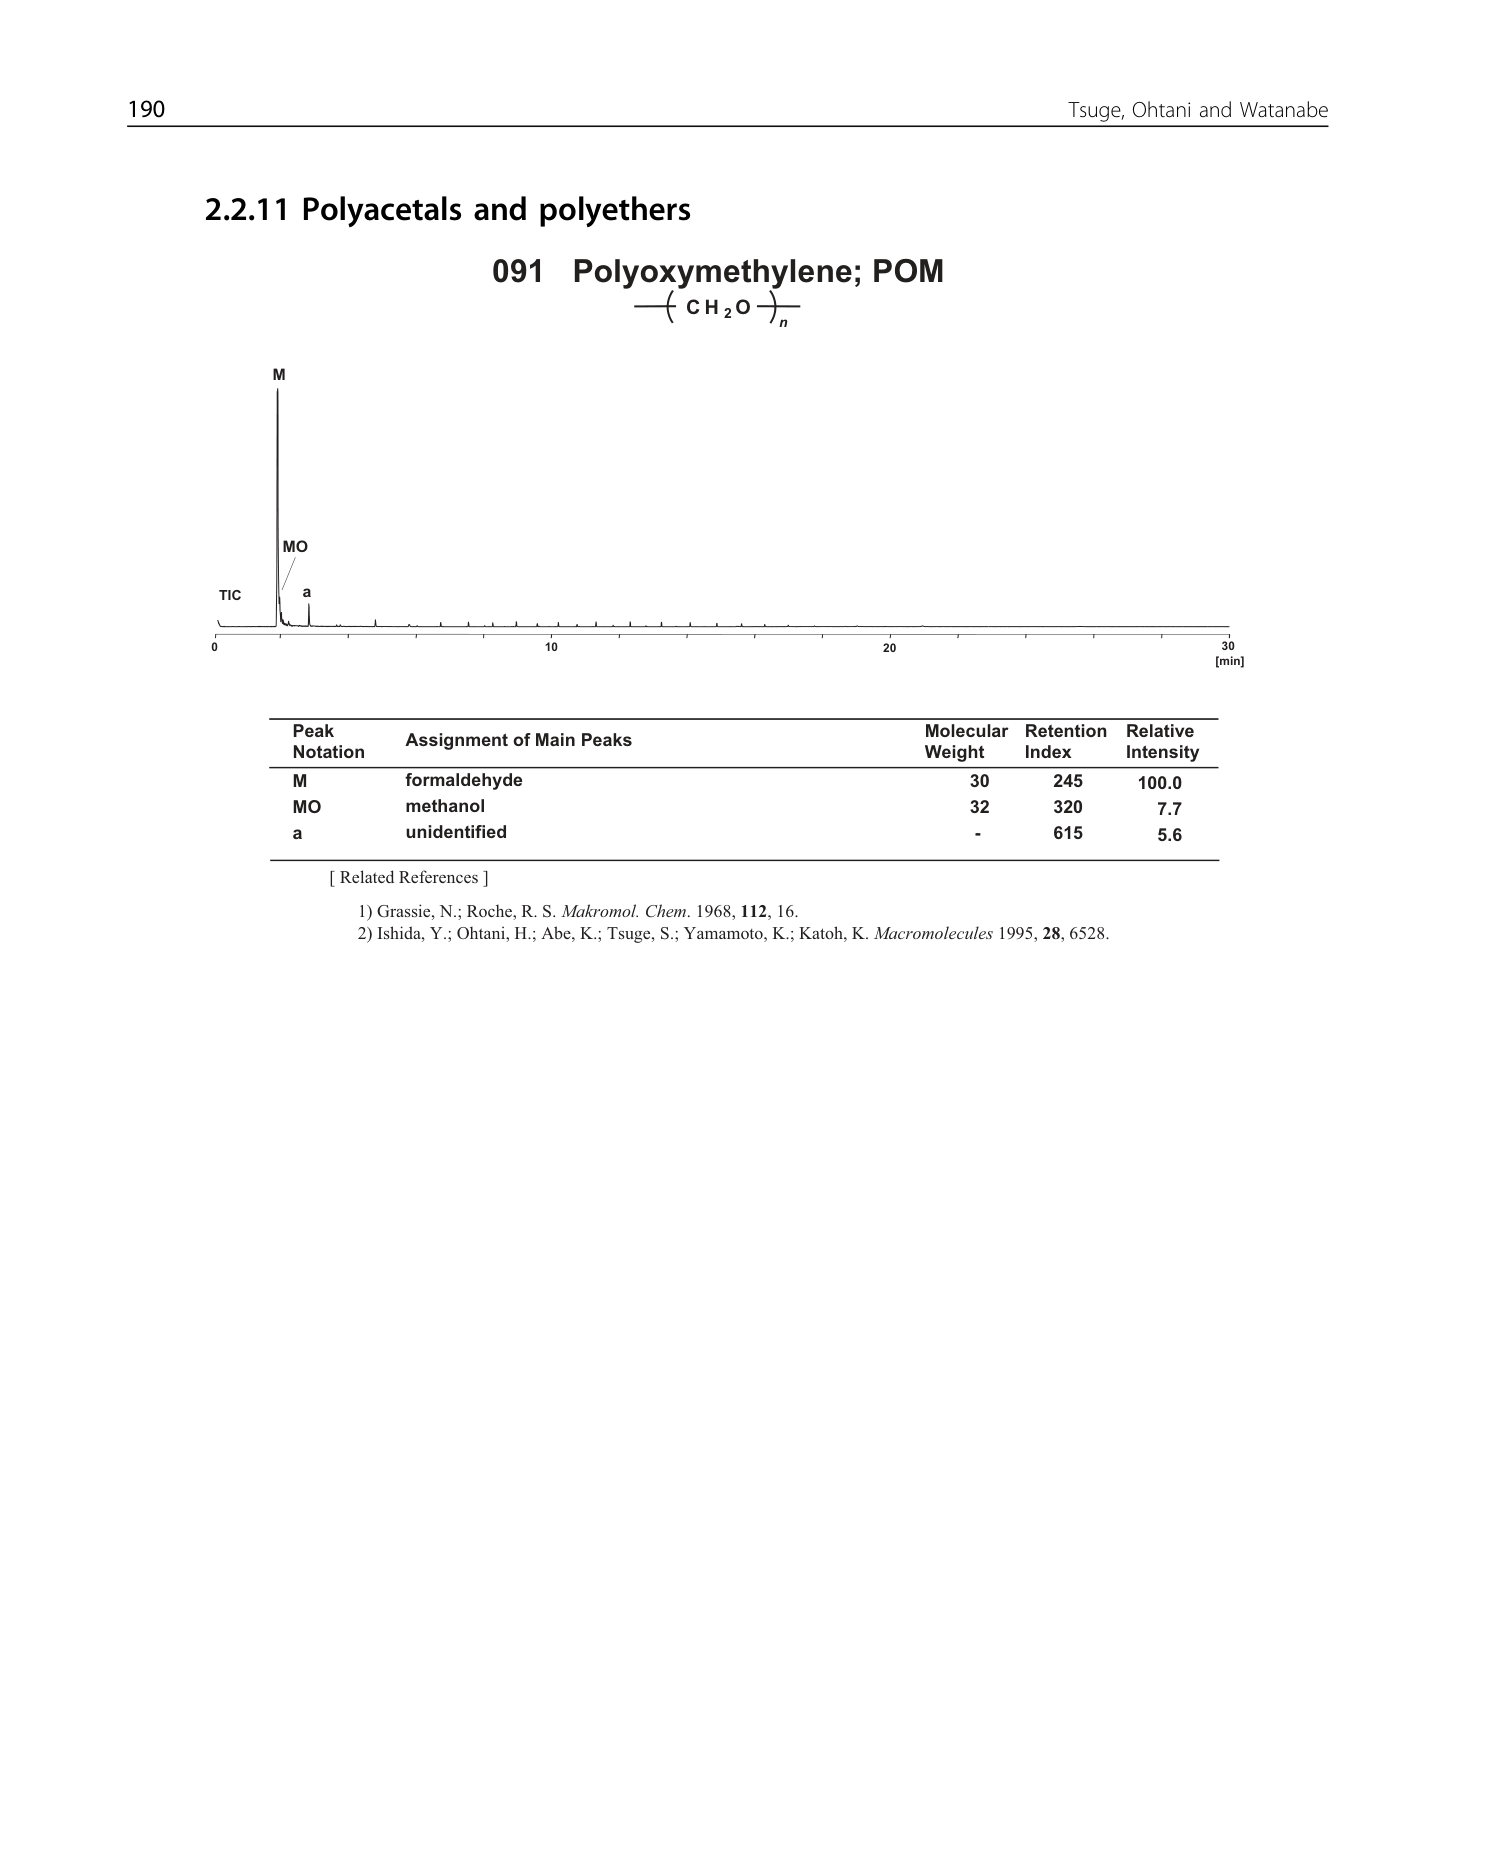 190 Tsuge, Ohtani and Watanabe
2.2.11 Polyacetals and polyethers
091 Polyoxymethylene; POM
( CH2O )n
M
MO
TIC a
0 10 20 30
[min]
Peak Notation Assignment of Main Peaks Molecular Weight Retention Index Relative Intensity
M formaldehyde 30 245 100.0
MO methanol 32 320 7.7
a unidentified - 615 5.6
[ Related References ]
1) Grassie, N.; Roche, R. S. Makromol. Chem. 1968, 112, 16.
2) Ishida, Y.; Ohtani, H.; Abe, K.; Tsuge, S.; Yamamoto, K.; Katoh, K. Macromolecules 1995, 28, 6528.